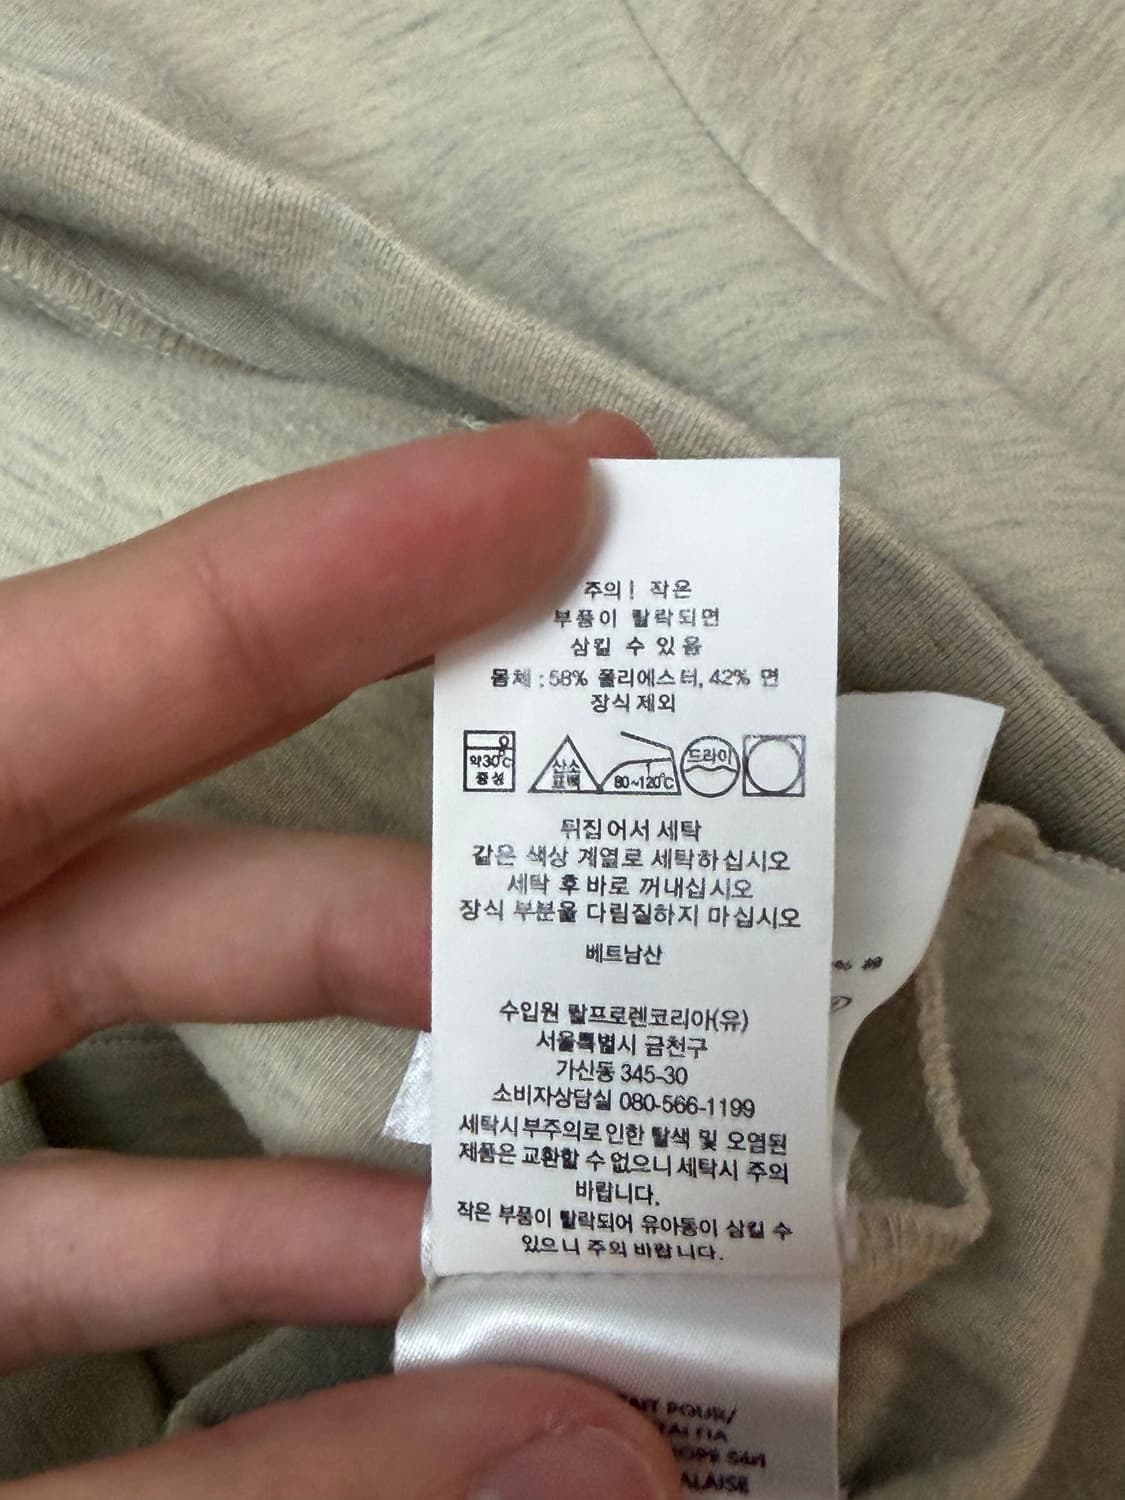 주의! 작은
부품이 탈락되면
삼킬 수 있음
몸체 : 58% 폴리에스터, 42% 면
장식 제외
약30℃
중성
산소
표백
80~120℃
드라이
뒤집어서 세탁
같은 색상 계열로 세탁하십시오
세탁 후 바로 꺼내십시오
장식 부분을 다림질하지 마십시오
베트남산
수입원 랄프로렌코리아(유)
서울특별시 금천구
가산동 345-30
소비자상담실 080-566-1199
세탁시 부주의로 인한 탈색 및 오염된
제품은 교환할 수 없으니 세탁시 주의
바랍니다.
작은 부품이 탈락되어 유아동이 삼킬 수
있으니 주의 바랍니다.
POUR/